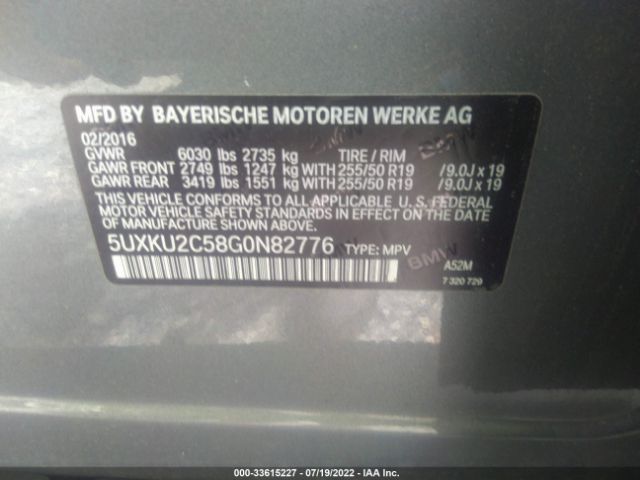 MFD BY BAYERISCHE MOTOREN WERKE AG
02/2016
GVWR 6030 lbs 2735 kg TIRE / RIM
GAWR FRONT 2749 lbs 1247 kg WITH 255/50 R19 /9.0J x 19
GAWR REAR 3419 lbs 1551 kg WITH 255/50 R19 /9.0J x 19
THIS VEHICLE CONFORMS TO ALL APPLICABLE U. S. FEDERAL
MOTOR VEHICLE SAFETY STANDARDS IN EFFECT ON THE DATE
OF MANUFACTURE SHOWN ABOVE.
5UXKU2C58G0N82776 TYPE: MPV
A52M
7 320 729
BMW
# - 33615227 - 07/19/2022 - IAA Inc.